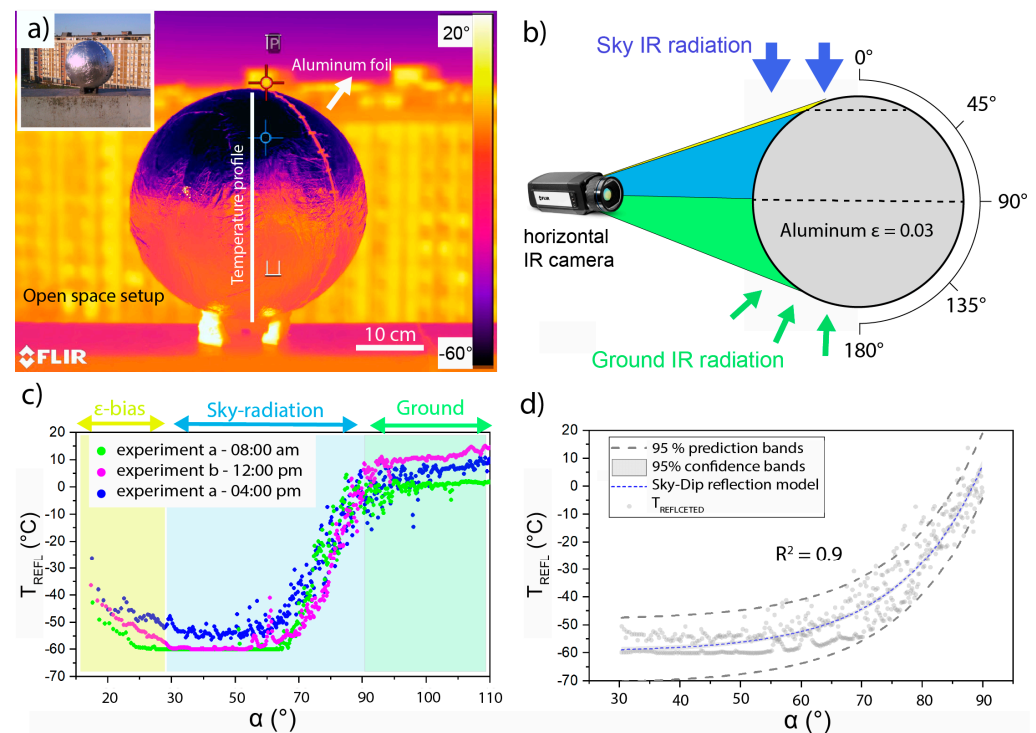 a)
20°
IP
Aluminum foil
Temperature profile
Open space setup
10 cm
FLIR
-60°
b)
Sky IR radiation
0°
45°
90°
135°
180°
FLIR
horizontal
IR camera
Aluminum ε = 0.03
Ground IR radiation
c)
ε-bias
Sky-radiation
Ground
experiment a - 08:00 am
experiment b - 12:00 pm
experiment a - 04:00 pm
20
10
0
-10
-20
-30
-40
-50
-60
-70
T_REFL (°C)
20
30
50
70
90
100
110
α (°)
d)
95 % prediction bands
95% confidence bands
Sky-Dip reflection model
T_REFLCETED
R² = 0.9
20
10
0
-10
-20
-30
-40
-50
-60
-70
T_REFL (°C)
30
40
50
60
70
80
90
α (°)